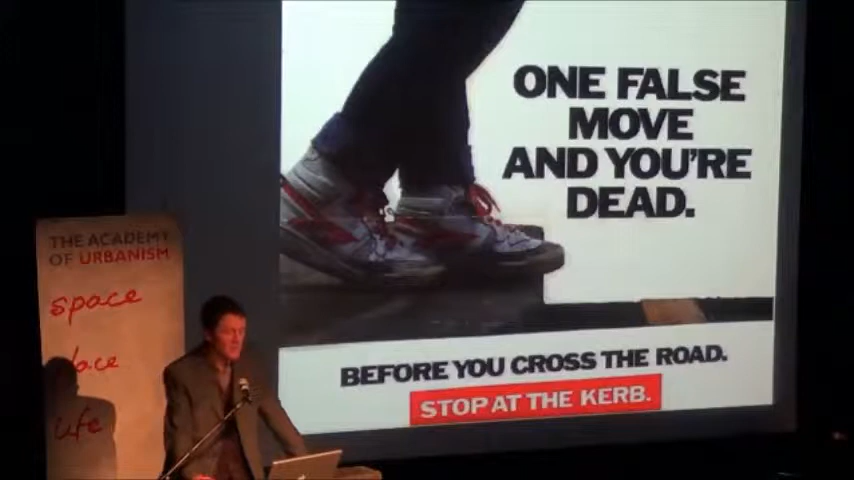 ONE FALSE
MOVE
AND YOU'RE
DEAD.
BEFORE YOU CROSS THE ROAD.
STOP AT THE KERB.
THE ACADEMY
OF URBANISM
space
life